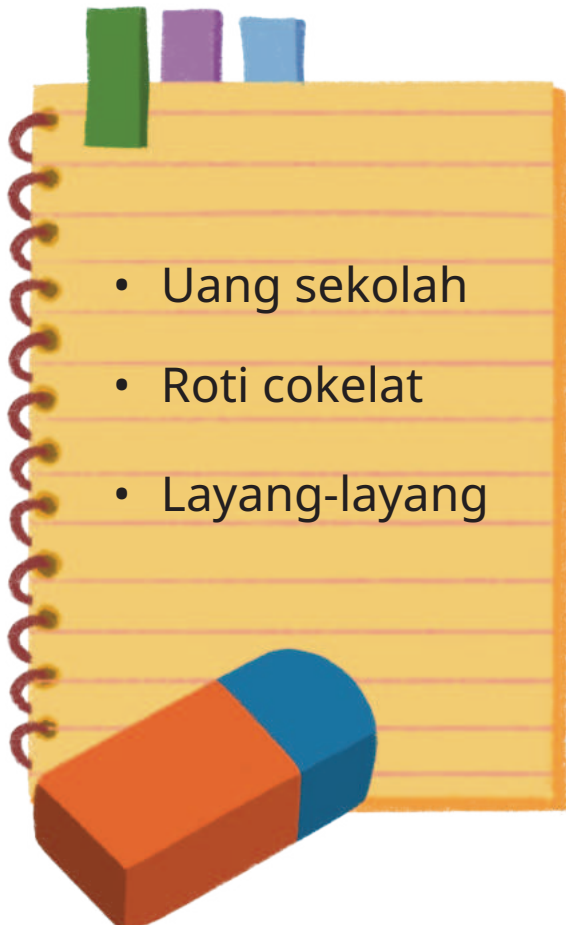 • Uang sekolah
• Roti cokelat
• Layang-layang